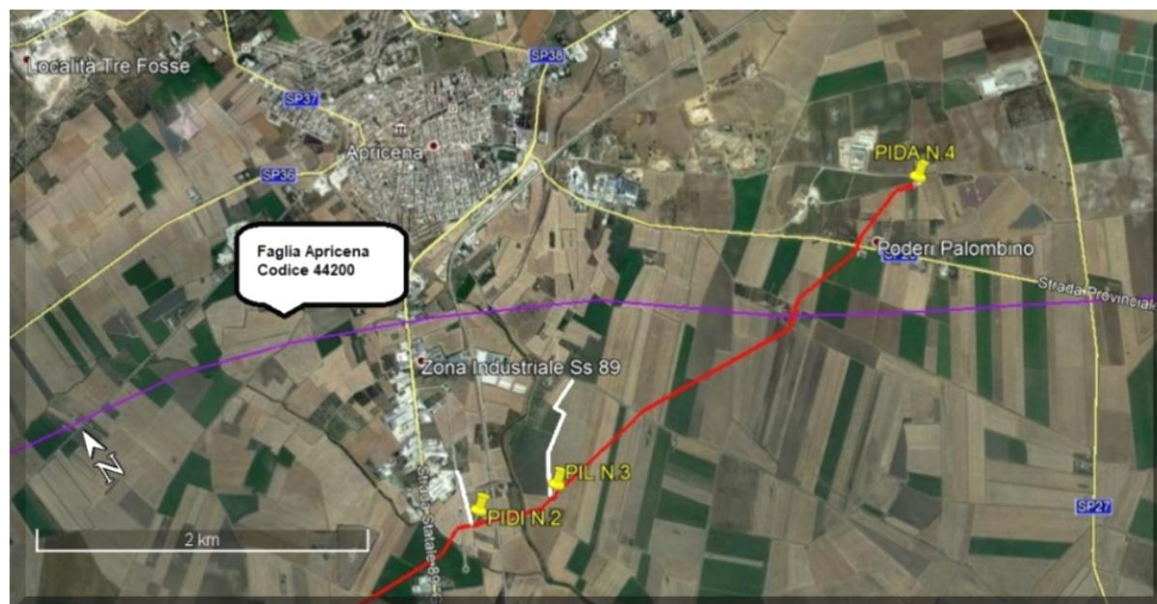 Località Tre Fosse
SP38
SP37
Apricena
PIDA N.4
SP36
Faglia Apricena
Codice 44200
Poderi Palombino
Strada Provinciale
Zona Industriale Ss 89
PIL N.3
PIDI N.2
SP27
N
2 km